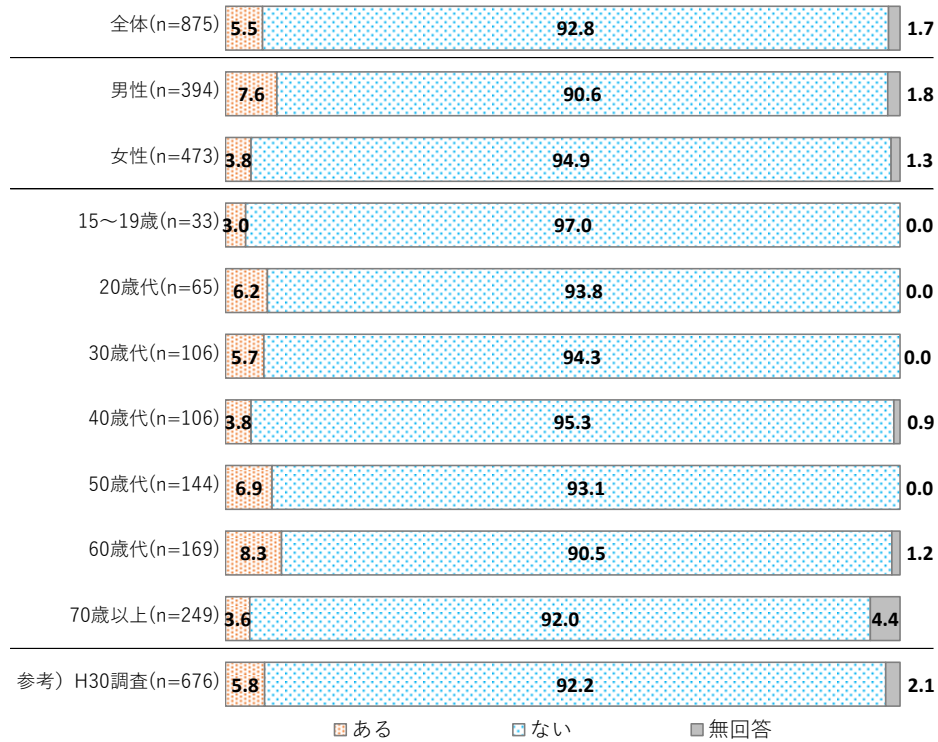 全体(n=875) 5.5 92.8 1.7
男性(n=394) 7.6 90.6 1.8
女性(n=473) 3.8 94.9 1.3
15～19歳(n=33) 3.0 97.0 0.0
20歳代(n=65) 6.2 93.8 0.0
30歳代(n=106) 5.7 94.3 0.0
40歳代(n=106) 3.8 95.3 0.9
50歳代(n=144) 6.9 93.1 0.0
60歳代(n=169) 8.3 90.5 1.2
70歳以上(n=249) 3.6 92.0 4.4
参考）H30調査(n=676) 5.8 92.2 2.1
ある ない 無回答